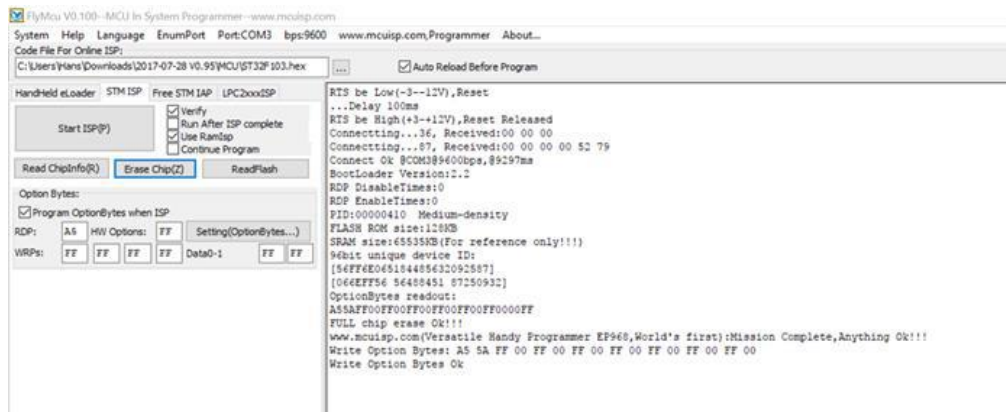 FlyMcu V0.100--MCU In System Programmer--www.mcuisp.com
System Help Language EnumPort Port:COM3 bps:9600 www.mcuisp.com,Programmer About...
Code File For Online ISP:
C:\Users\Hans\Downloads\2017-07-28 V0.95\MCU\ST32F103.hex ... Auto Reload Before Program
HandHeld eLoader STM ISP Free STM IAP LPC2xxxISP
Start ISP(P)
Verify
Run After ISP complete
Use RamIsp
Continue Program
Read ChipInfo(R) Erase Chip(Z) ReadFlash
Option Bytes:
Program OptionBytes when ISP
RDP: A5 HW Options: FF Setting(OptionBytes...)
WRPs: FF FF FF FF Data0-1 FF FF
RTS be Low(-3--12V),Reset
...Delay 100ms
RTS be High(+3-+12V),Reset Released
Connectting...36, Received:00 00 00
Connectting...87, Received:00 00 00 00 52 79
Connect Ok @COM3@9600bps,@9297ms
BootLoader Version:2.2
RDP DisableTimes:0
RDP EnableTimes:0
PID:00000410 Medium-density
FLASH ROM size:128KB
SRAM size:65535KB(For reference only!!!)
96bit unique device ID:
[56FF6E065184485632092587]
[066EFF56 56488451 87250932]
OptionBytes readout:
A55AFF00FF00FF00FF00FF00FF0000FF
FULL chip erase Ok!!!
www.mcuisp.com(Versatile Handy Programmer EP968,World's first):Mission Complete,Anything Ok!!!
Write Option Bytes: A5 5A FF 00 FF 00 FF 00 FF 00 FF 00 FF 00 FF 00
Write Option Bytes Ok